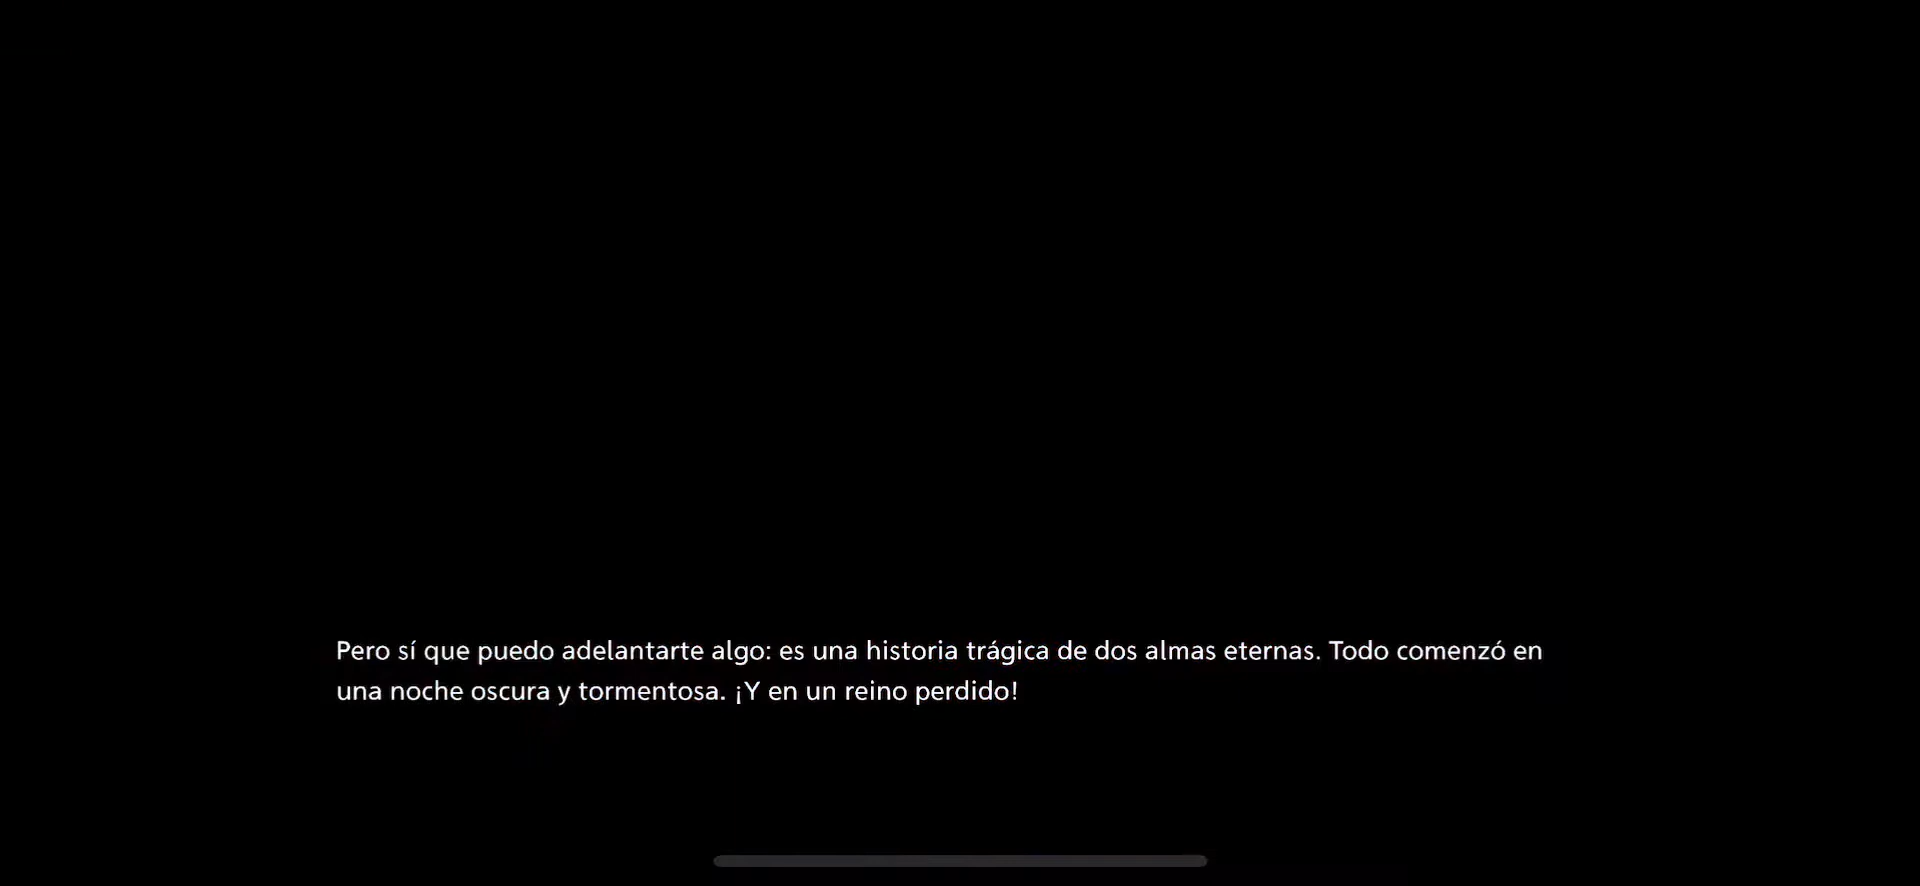 Pero sí que puedo adelantarte algo: es una historia trágica de dos almas eternas. Todo comenzó en
una noche oscura y tormentosa. ¡Y en un reino perdido!